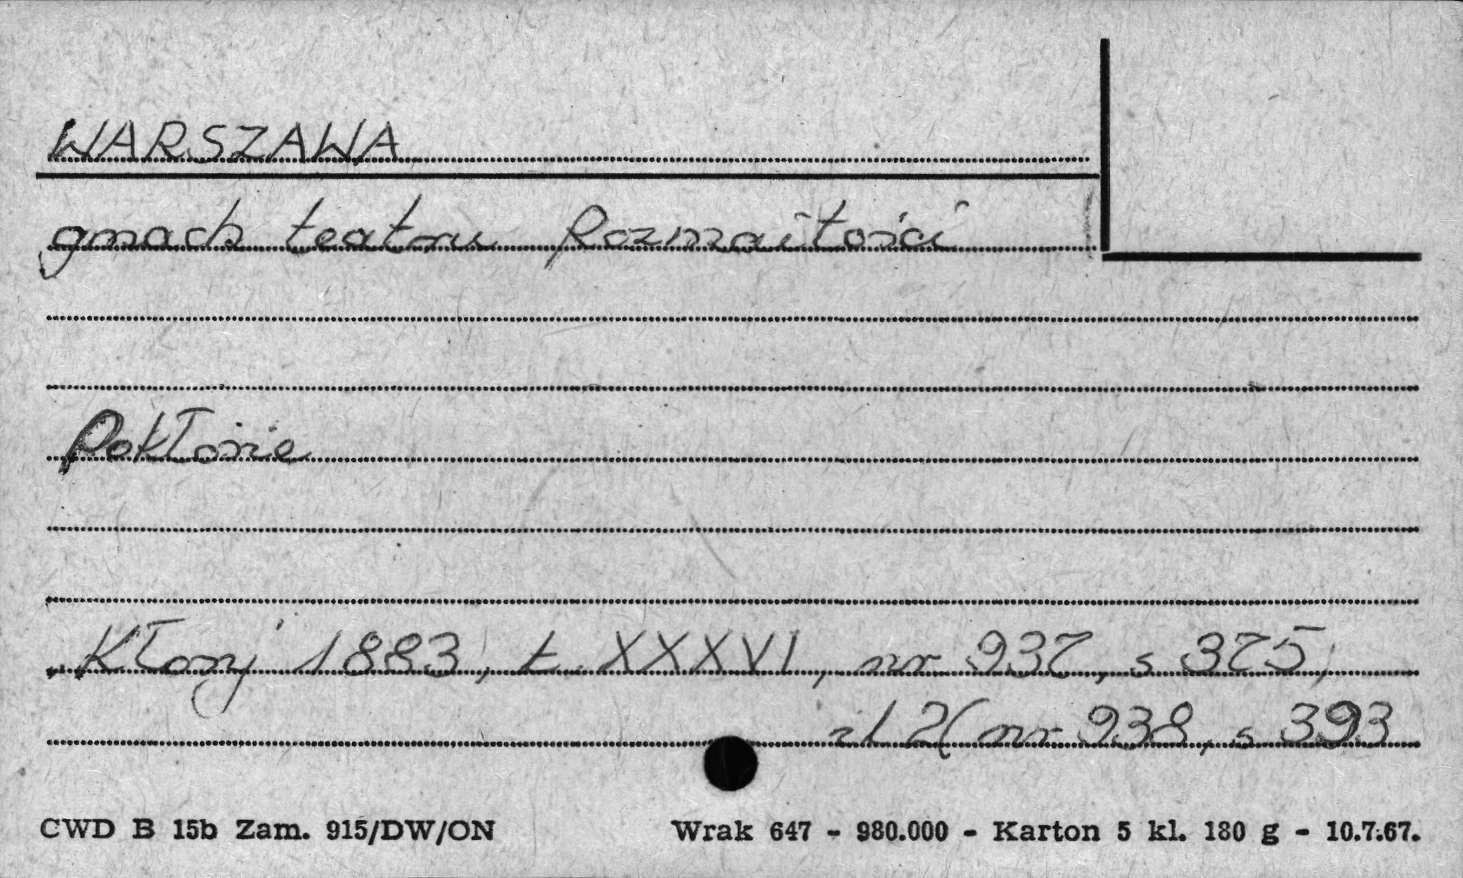 WARSZAWA
gmach teatru Rozmaitości
Pokłosie
"Kłosy" 1883, t. XXXVI, nr 937, s 375,
il 2 (nr 938, s 393
CWD B 15b Zam. 915/DW/ON Wrak 647 - 980.000 - Karton 5 kl. 180 g - 10.7.67.